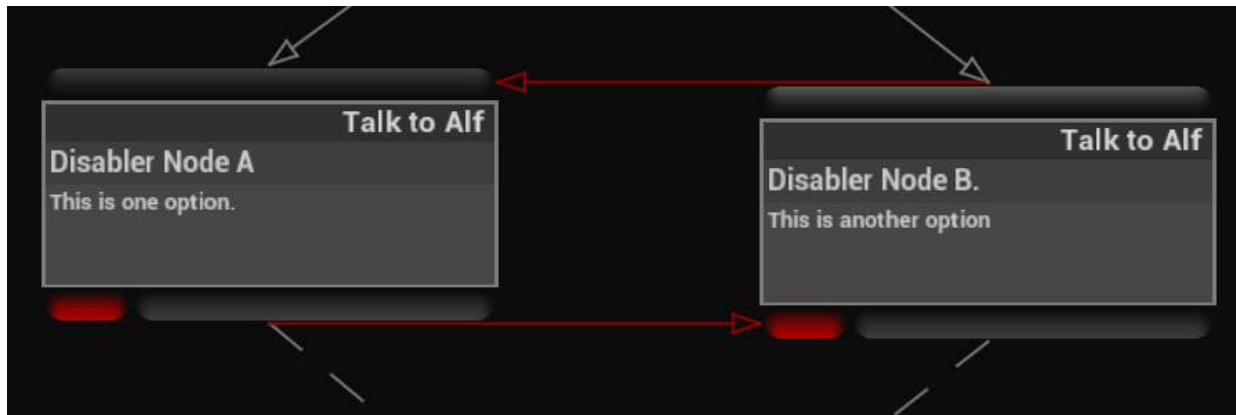 Talk to Alf
Disabler Node A
This is one option.
Talk to Alf
Disabler Node B.
This is another option